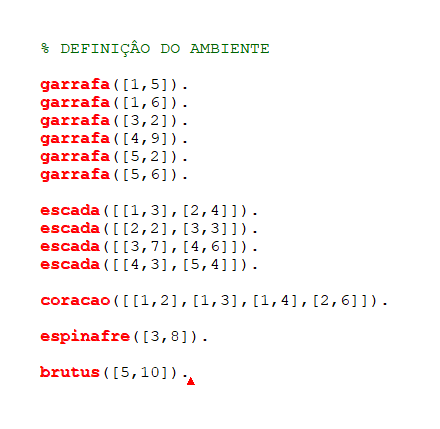 % DEFINIÇÂO DO AMBIENTE
garrafa([1,5]).
garrafa([1,6]).
garrafa([3,2]).
garrafa([4,9]).
garrafa([5,2]).
garrafa([5,6]).
escada([[1,3],[2,4]]).
escada([[2,2],[3,3]]).
escada([[3,7],[4,6]]).
escada([[4,3],[5,4]]).
coracao([[1,2],[1,3],[1,4],[2,6]]).
espinafre([3,8]).
brutus([5,10]).